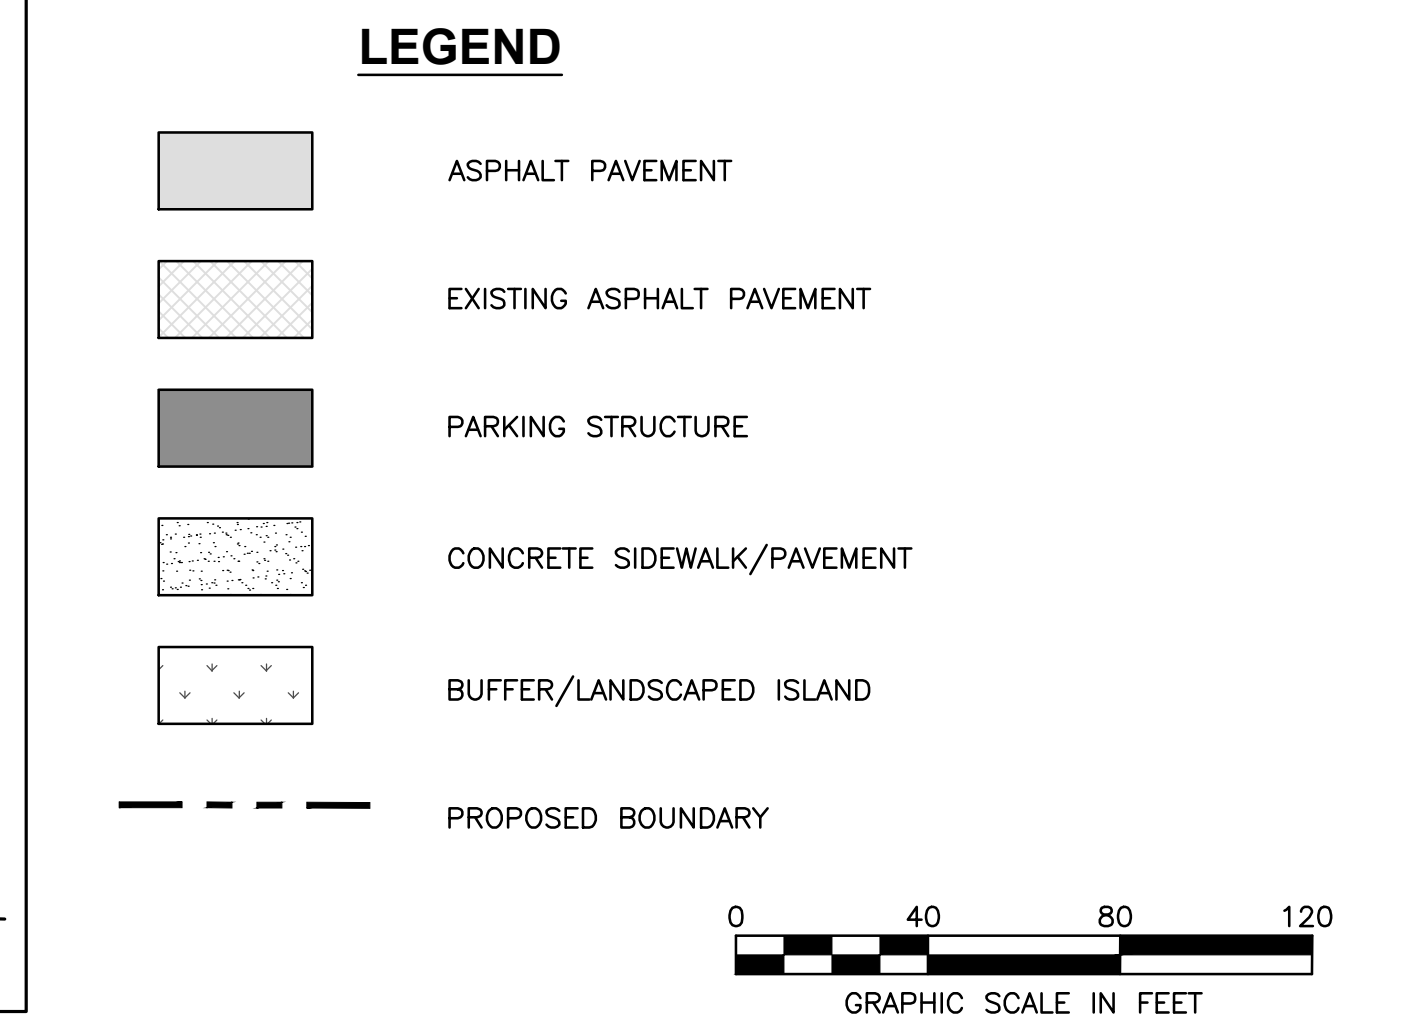 LEGEND
ASPHALT PAVEMENT
EXISTING ASPHALT PAVEMENT
PARKING STRUCTURE
CONCRETE SIDEWALK/PAVEMENT
BUFFER/LANDSCAPED ISLAND
PROPOSED BOUNDARY
0 40 80 120
GRAPHIC SCALE IN FEET